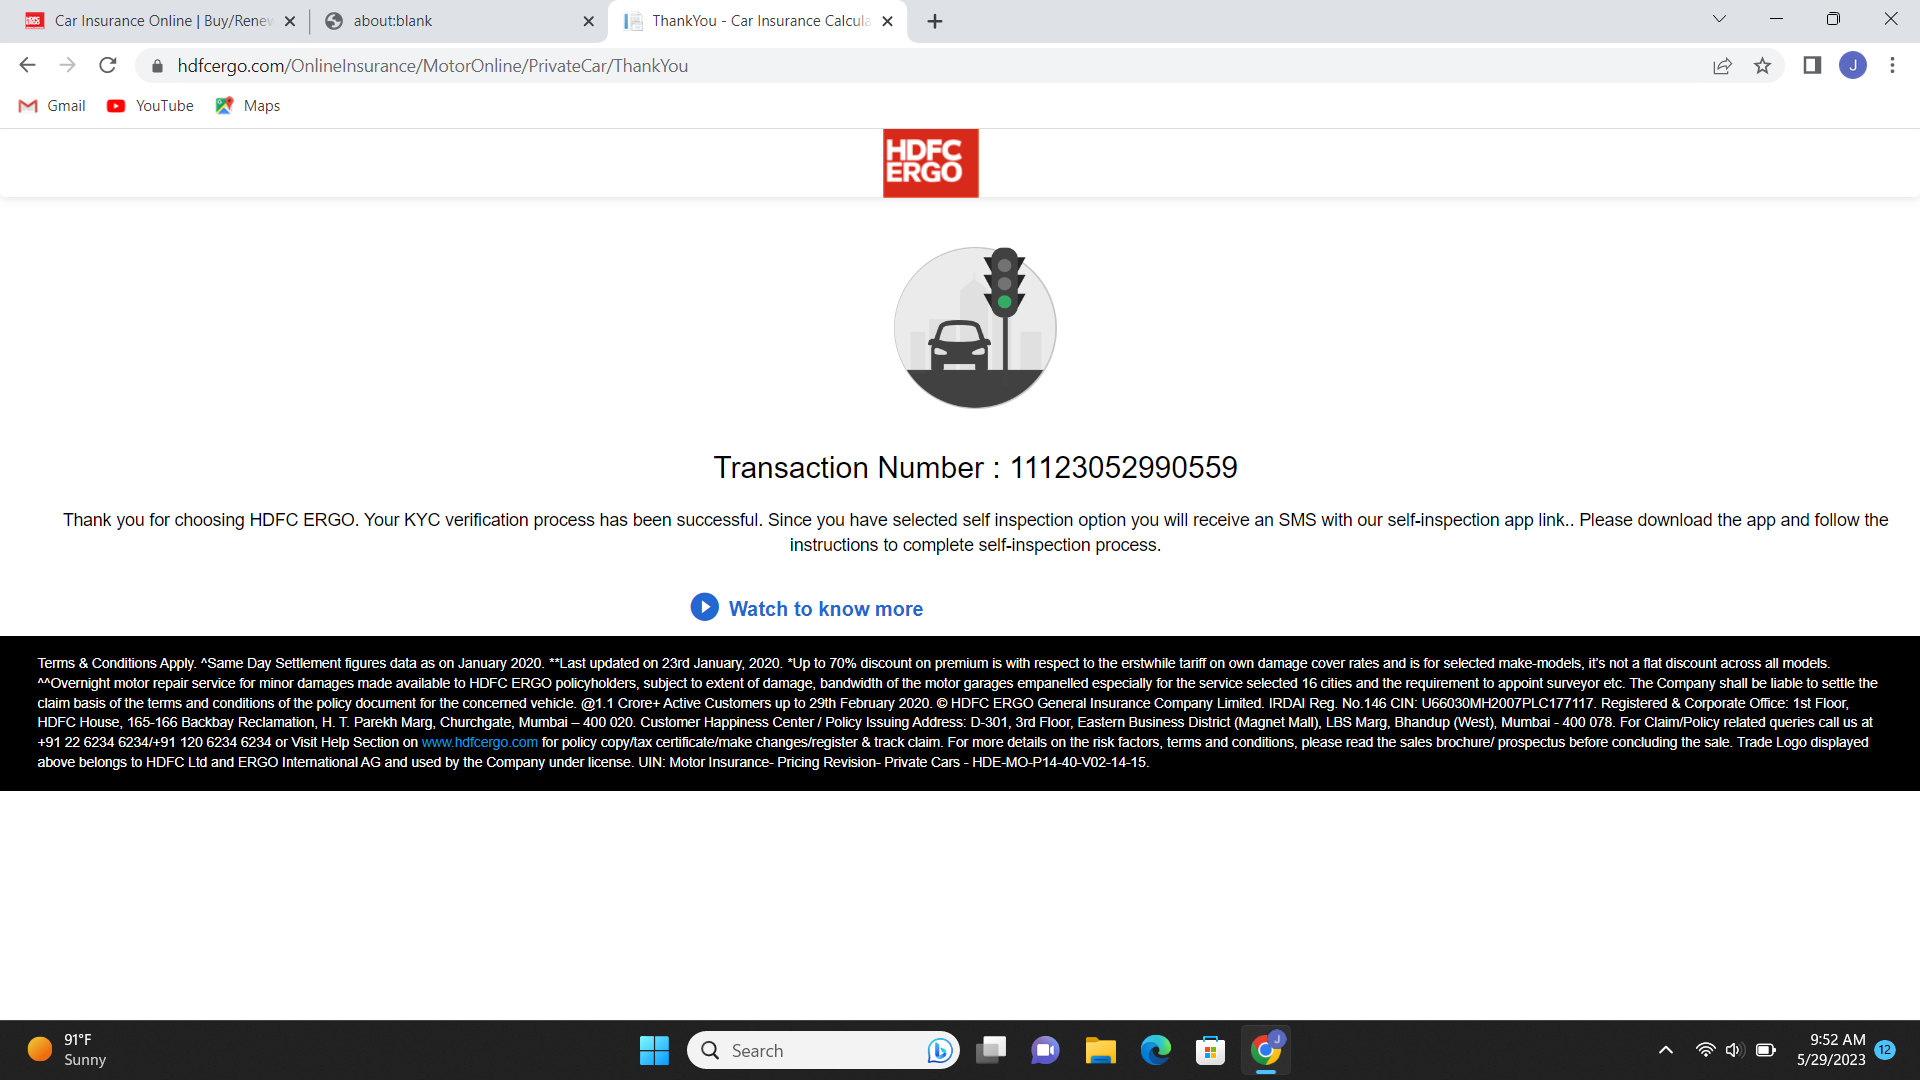 Car Insurance Online | Buy/Renew
about:blank
ThankYou - Car Insurance Calcula
hdfcergo.com/OnlineInsurance/MotorOnline/PrivateCar/ThankYou
J
Gmail
YouTube
Maps
HDFC
ERGO
Transaction Number : 11123052990559
Thank you for choosing HDFC ERGO. Your KYC verification process has been successful. Since you have selected self inspection option you will receive an SMS with our self-inspection app link.. Please download the app and follow the
instructions to complete self-inspection process.
Watch to know more
Terms & Conditions Apply. ^Same Day Settlement figures data as on January 2020. **Last updated on 23rd January, 2020. *Up to 70% discount on premium is with respect to the erstwhile tariff on own damage cover rates and is for selected make-models, it's not a flat discount across all models.
^^Overnight motor repair service for minor damages made available to HDFC ERGO policyholders, subject to extent of damage, bandwidth of the motor garages empanelled especially for the service selected 16 cities and the requirement to appoint surveyor etc. The Company shall be liable to settle the
claim basis of the terms and conditions of the policy document for the concerned vehicle. @1.1 Crore+ Active Customers up to 29th February 2020. © HDFC ERGO General Insurance Company Limited. IRDAI Reg. No.146 CIN: U66030MH2007PLC177117. Registered & Corporate Office: 1st Floor,
HDFC House, 165-166 Backbay Reclamation, H. T. Parekh Marg, Churchgate, Mumbai – 400 020. Customer Happiness Center / Policy Issuing Address: D-301, 3rd Floor, Eastern Business District (Magnet Mall), LBS Marg, Bhandup (West), Mumbai - 400 078. For Claim/Policy related queries call us at
+91 22 6234 6234/+91 120 6234 6234 or Visit Help Section on www.hdfcergo.com for policy copy/tax certificate/make changes/register & track claim. For more details on the risk factors, terms and conditions, please read the sales brochure/ prospectus before concluding the sale. Trade Logo displayed
above belongs to HDFC Ltd and ERGO International AG and used by the Company under license. UIN: Motor Insurance- Pricing Revision- Private Cars - HDE-MO-P14-40-V02-14-15.
91°F
Sunny
Search
J
9:52 AM
5/29/2023
12